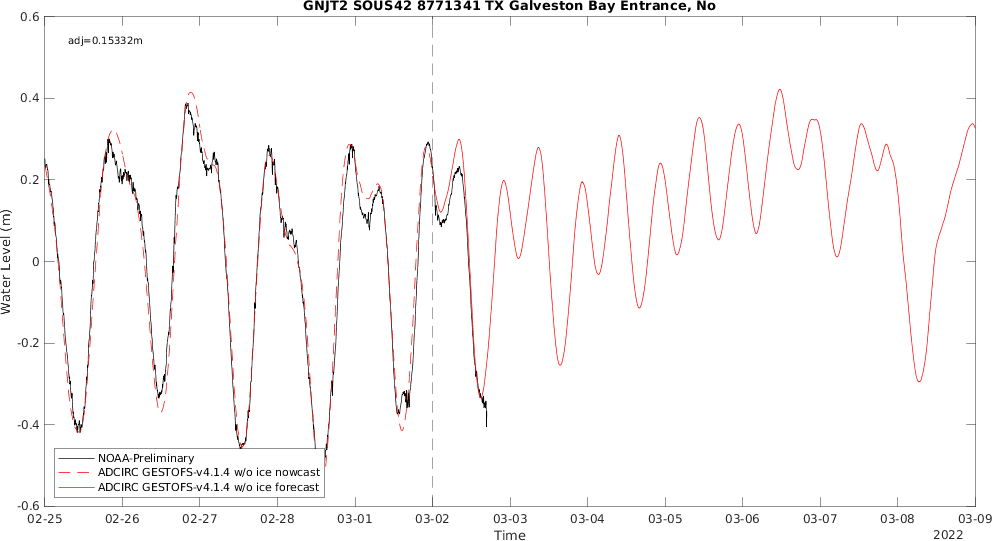 GNJT2 SOUS42 8771341 TX Galveston Bay Entrance, No
adj=0.15332m
Water Level (m)
0.6
0.4
0.2
0
-0.2
-0.4
-0.6
NOAA-Preliminary
ADCIRC GESTOFS-v4.1.4 w/o ice nowcast
ADCIRC GESTOFS-v4.1.4 w/o ice forecast
02-25 02-26 02-27 02-28 03-01 03-02 03-03 03-04 03-05 03-06 03-07 03-08 03-09
Time
2022